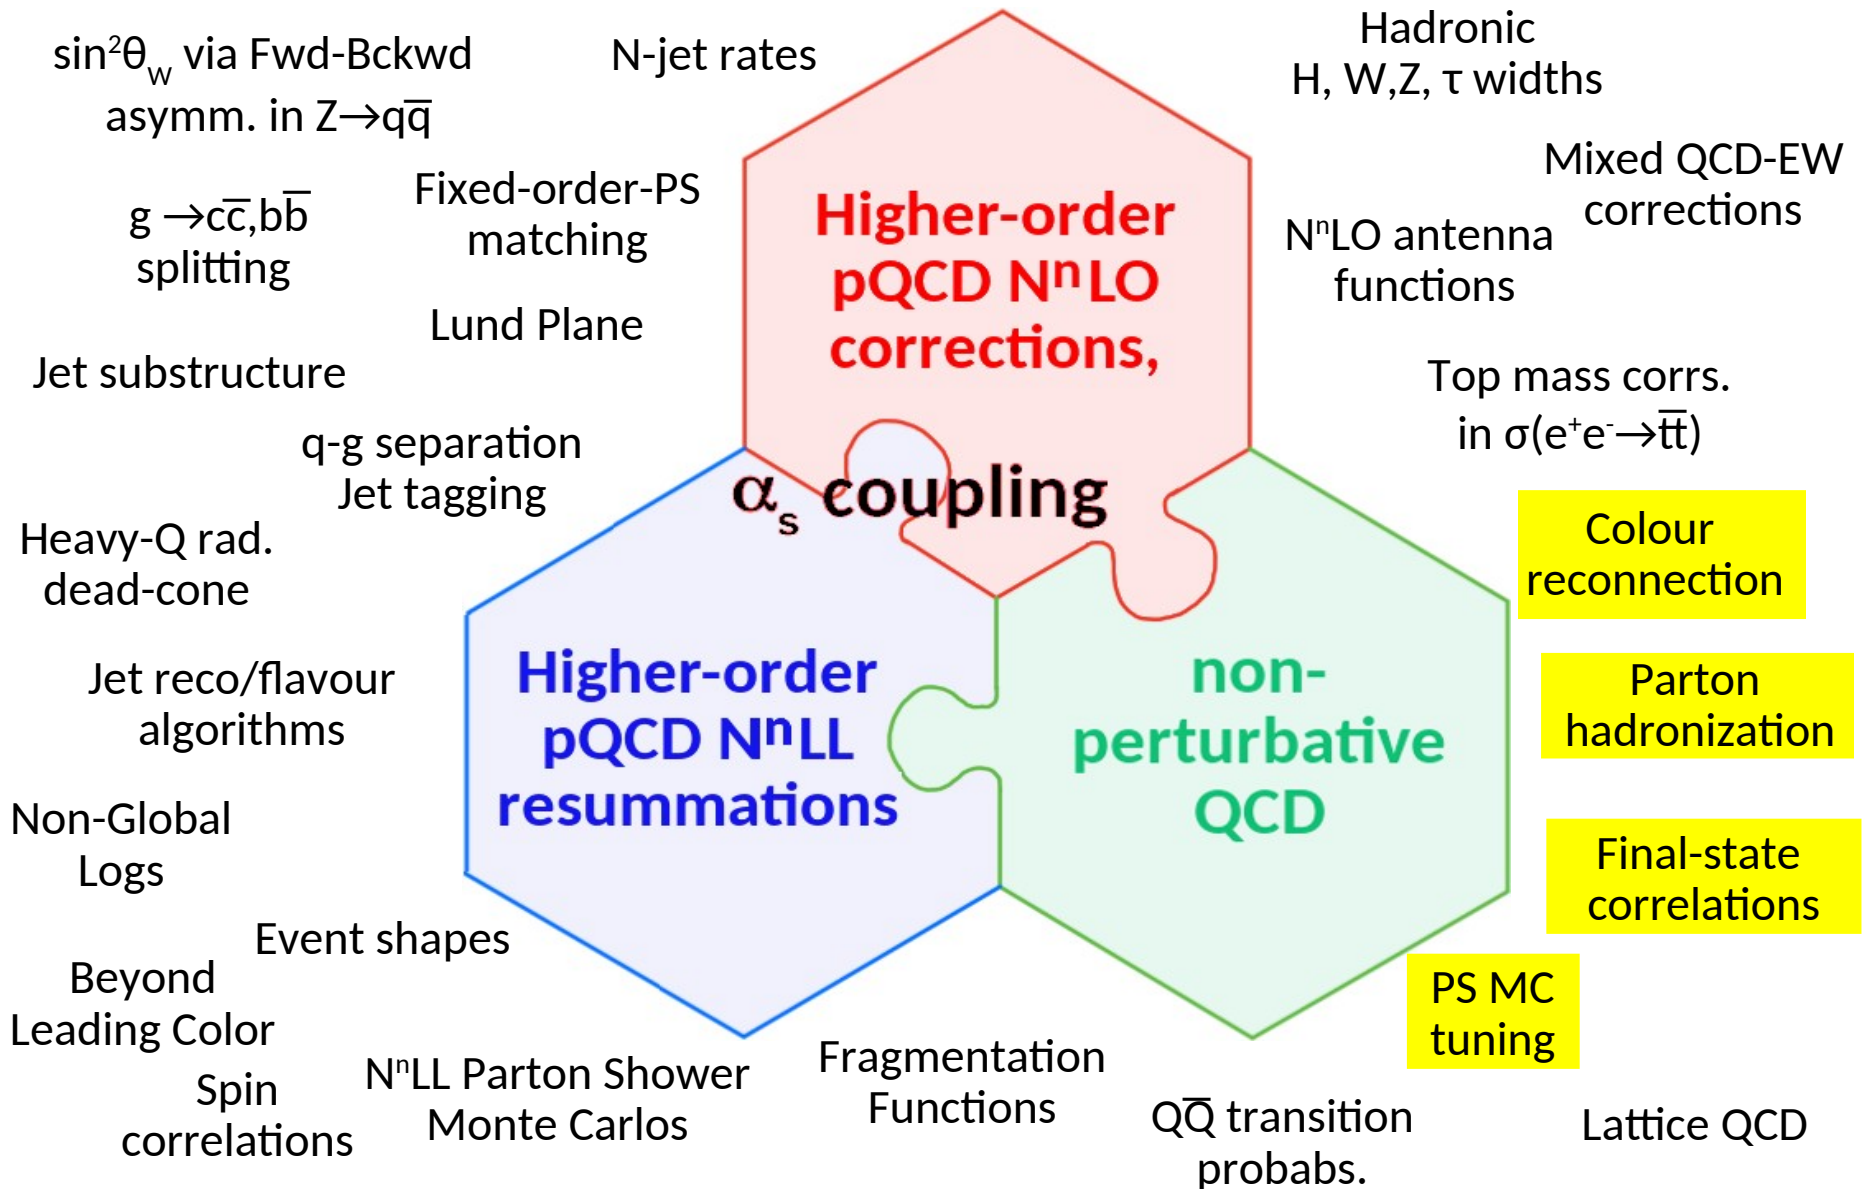 sin²θ_W via Fwd-Bckwd
asymm. in Z→qq̅
N-jet rates
Hadronic
H, W,Z, τ widths
Mixed QCD-EW
corrections
g →cc̅,bb̅
splitting
Fixed-order-PS
matching
Higher-order
pQCD NⁿLO
corrections,
NⁿLO antenna
functions
Lund Plane
Jet substructure
Top mass corrs.
in σ(e⁺e⁻→t̅t)
q-g separation
Jet tagging
αₛ coupling
Colour
reconnection
Heavy-Q rad.
dead-cone
Jet reco/flavour
algorithms
Higher-order
pQCD NⁿLL
resummations
non-
perturbative
QCD
Parton
hadronization
Non-Global
Logs
Final-state
correlations
Event shapes
Beyond
Leading Color
PS MC
tuning
Spin
correlations
NⁿLL Parton Shower
Monte Carlos
Fragmentation
Functions
QQ̅ transition
probabs.
Lattice QCD